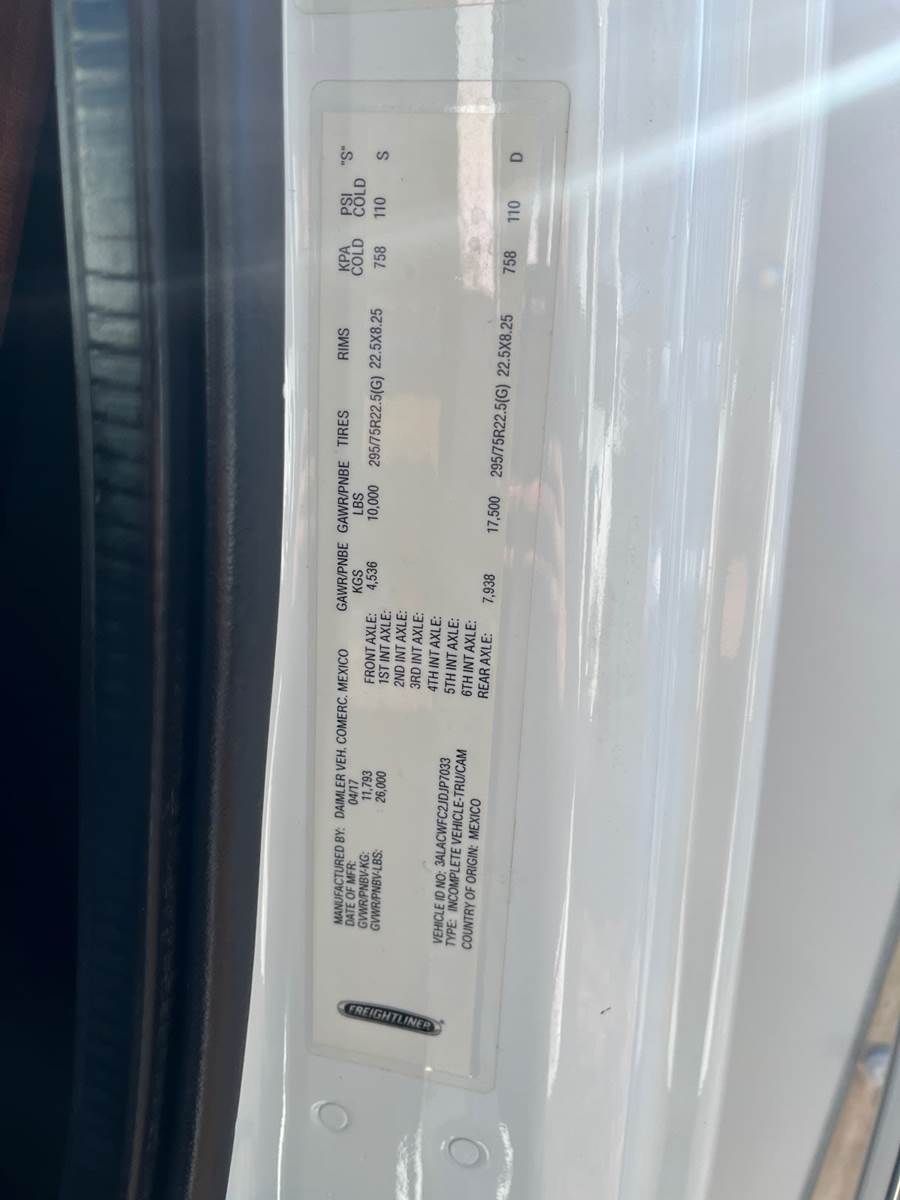 FREIGHTLINER
MANUFACTURED BY: DAIMLER VEH. COMERC. MEXICO
DATE OF MFR: 04/17
GVWR/PNBV-KG: 11,793
GVWR/PNBV-LBS: 26,000
VEHICLE ID NO: 3ALACWFC2JDJP7033
TYPE: INCOMPLETE VEHICLE-TRU/CAM
COUNTRY OF ORIGIN: MEXICO
GAWR/PNBE KGS GAWR/PNBE LBS TIRES RIMS KPA COLD PSI COLD "S"
FRONT AXLE: 4,536 10,000 295/75R22.5(G) 22.5X8.25 758 110 S
1ST INT AXLE:
2ND INT AXLE:
3RD INT AXLE:
4TH INT AXLE:
5TH INT AXLE:
6TH INT AXLE:
REAR AXLE: 7,938 17,500 295/75R22.5(G) 22.5X8.25 758 110 D